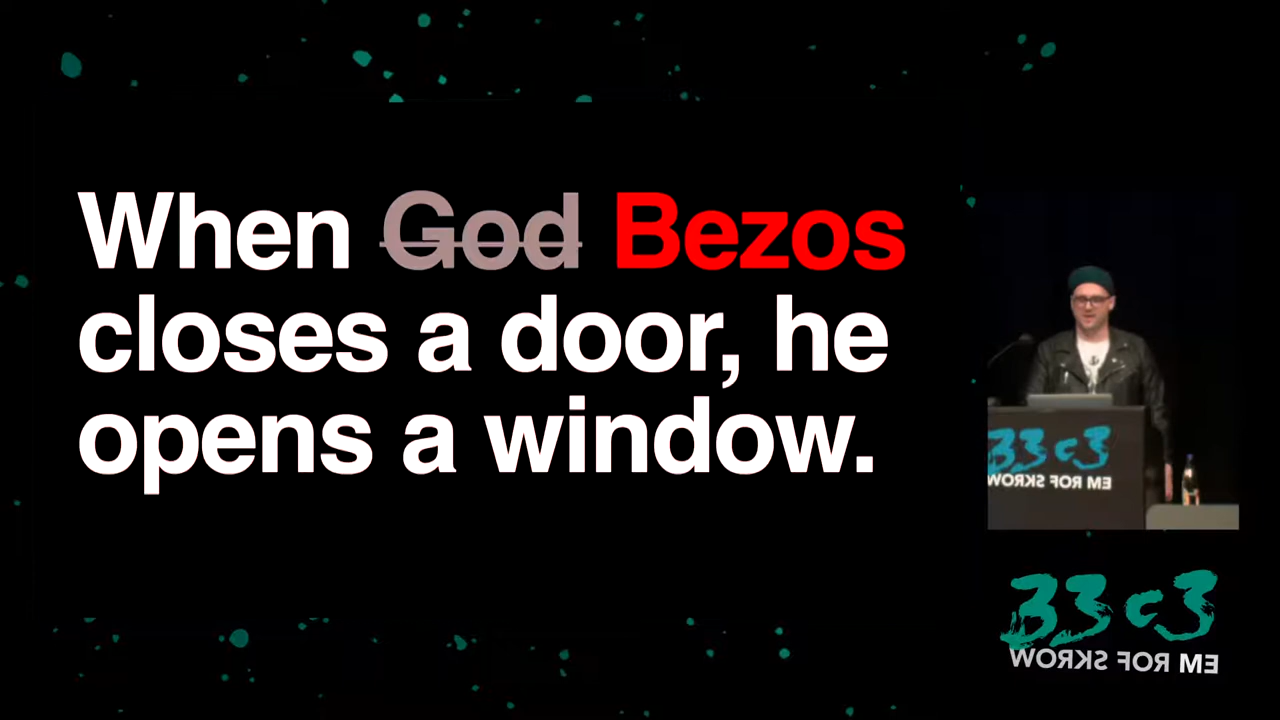 When God Bezos
closes a door, he
opens a window.
33c3
WORKS FOR ME
33c3
WORKS FOR ME